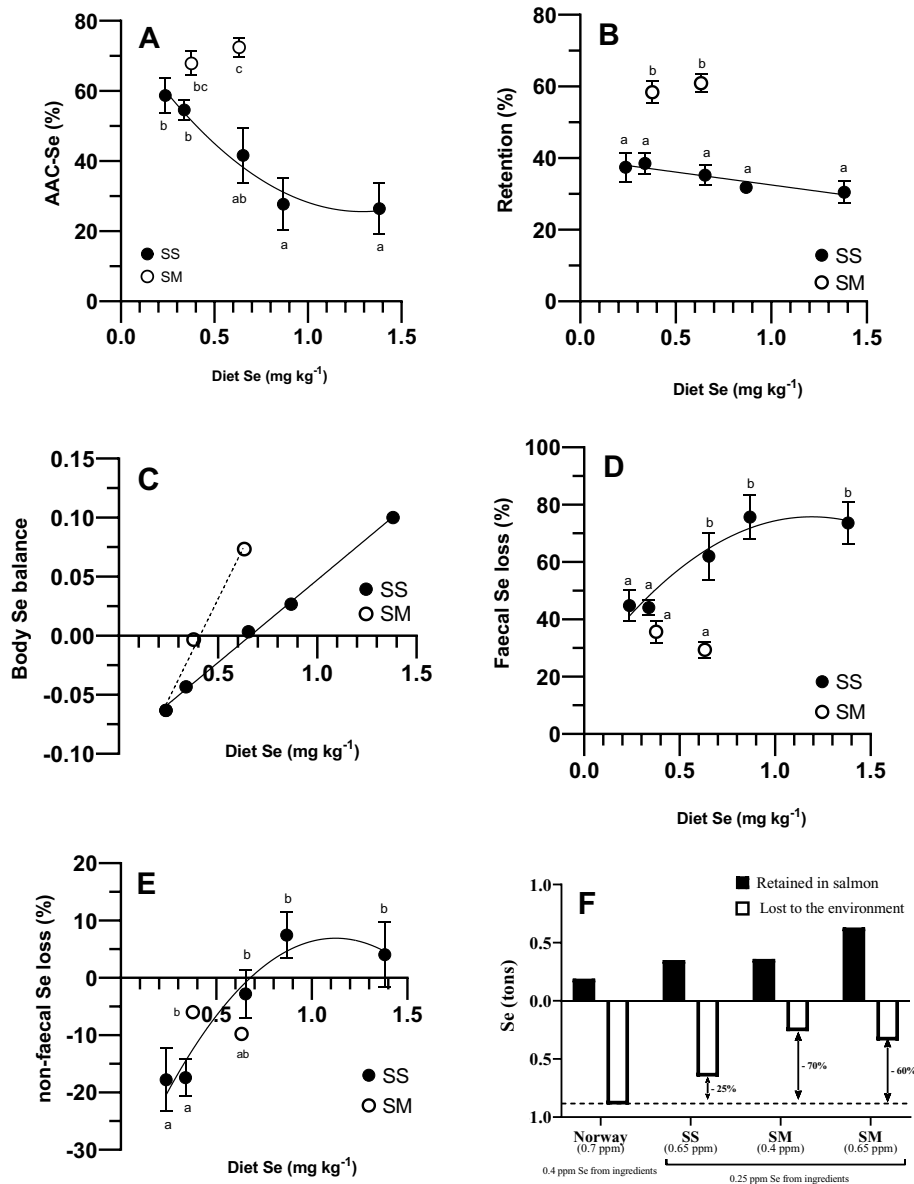 A
AAC-Se (%)
80
60
40
20
0
b
b
bc
c
ab
a
a
SS
SM
0.0 0.5 1.0 1.5
Diet Se (mg kg-1)
B
Retention (%)
80
60
40
20
0
a
a
b
b
a
a
a
SS
SM
0.0 0.5 1.0 1.5
Diet Se (mg kg-1)
C
Body Se balance
0.15
0.10
0.05
0.00
-0.05
-0.10
SS
SM
0.5 1.0 1.5
Diet Se (mg kg-1)
D
Faecal Se loss (%)
100
80
60
40
20
0
a
a
a
a
b
b
b
SS
SM
0.0 0.5 1.0 1.5
Diet Se (mg kg-1)
E
non-faecal Se loss (%)
20
10
0
-10
-20
-30
a
a
b
ab
b
b
b
SS
SM
0.5 1.0 1.5
Diet Se (mg kg-1)
F
Retained in salmon
Lost to the environment
Se (tons)
1.0
0.5
0.0
0.5
1.0
- 25%
- 70%
- 60%
Norway SS SM SM
(0.7 ppm) (0.65 ppm) (0.4 ppm) (0.65 ppm)
0.4 ppm Se from ingredients
0.25 ppm Se from ingredients